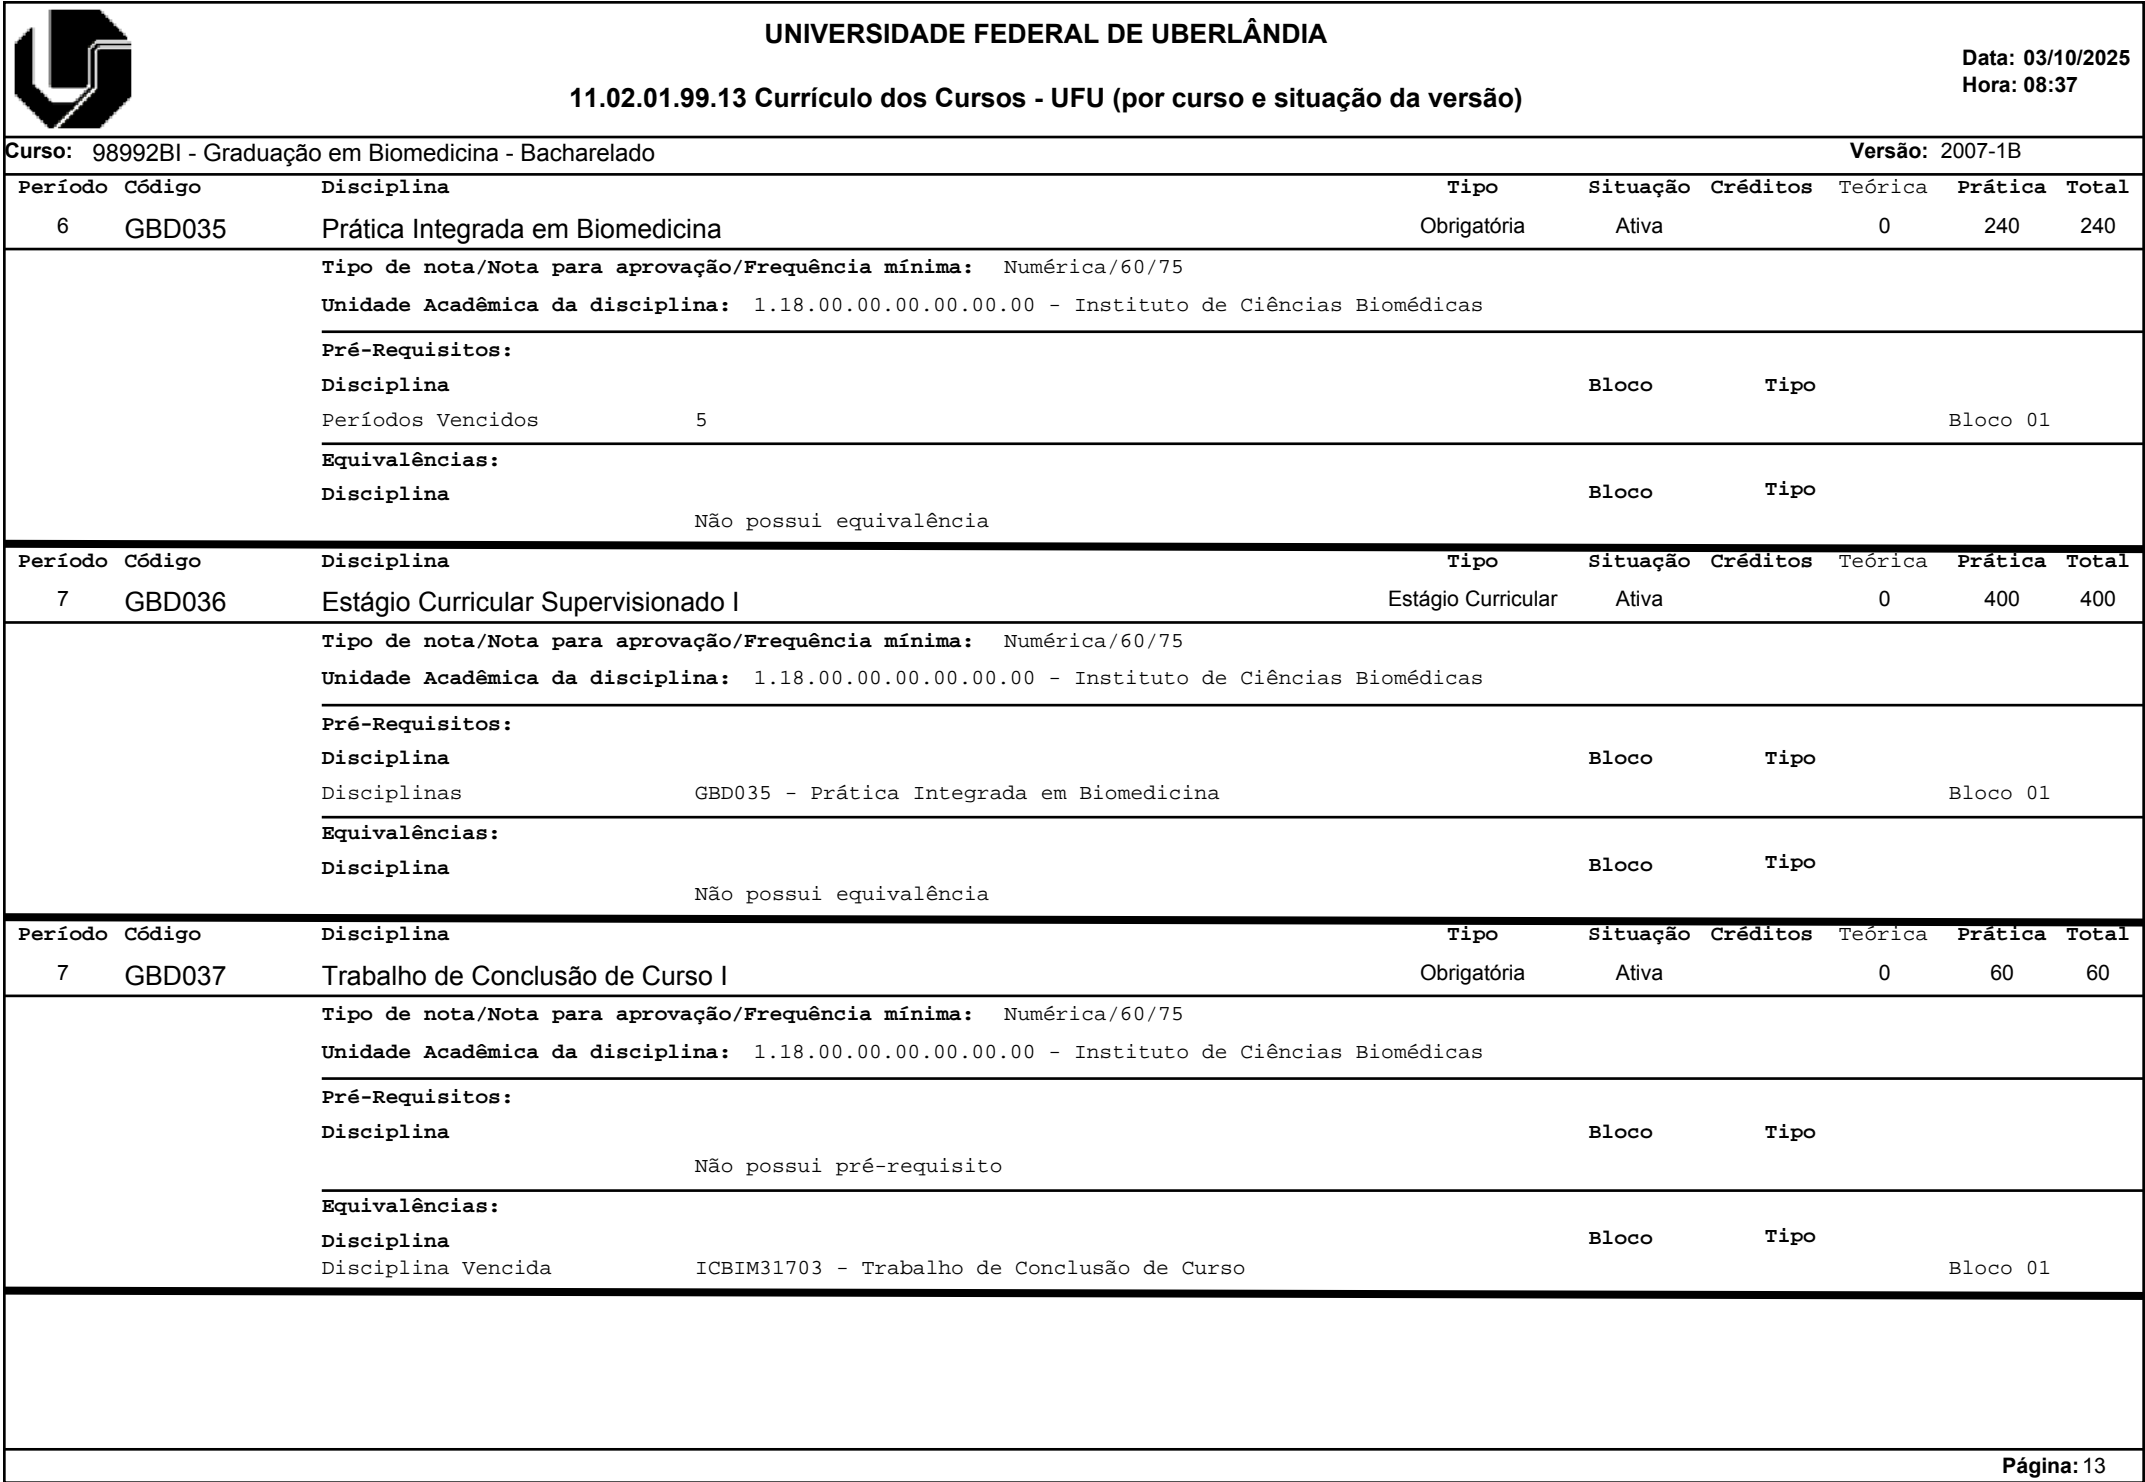 UNIVERSIDADE FEDERAL DE UBERLÂNDIA
Data: 03/10/2025
Hora: 08:37
11.02.01.99.13 Currículo dos Cursos - UFU (por curso e situação da versão)
Curso: 98992BI - Graduação em Biomedicina - Bacharelado Versão: 2007-1B
Período Código Disciplina Tipo Situação Créditos Teórica Prática Total
6 GBD035 Prática Integrada em Biomedicina Obrigatória Ativa 0 240 240
Tipo de nota/Nota para aprovação/Frequência mínima: Numérica/60/75
Unidade Acadêmica da disciplina: 1.18.00.00.00.00.00.00 - Instituto de Ciências Biomédicas
Pré-Requisitos:
Disciplina Bloco Tipo
Períodos Vencidos 5 Bloco 01
Equivalências:
Disciplina Bloco Tipo
Não possui equivalência
Período Código Disciplina Tipo Situação Créditos Teórica Prática Total
7 GBD036 Estágio Curricular Supervisionado I Estágio Curricular Ativa 0 400 400
Tipo de nota/Nota para aprovação/Frequência mínima: Numérica/60/75
Unidade Acadêmica da disciplina: 1.18.00.00.00.00.00.00 - Instituto de Ciências Biomédicas
Pré-Requisitos:
Disciplina Bloco Tipo
Disciplinas GBD035 - Prática Integrada em Biomedicina Bloco 01
Equivalências:
Disciplina Bloco Tipo
Não possui equivalência
Período Código Disciplina Tipo Situação Créditos Teórica Prática Total
7 GBD037 Trabalho de Conclusão de Curso I Obrigatória Ativa 0 60 60
Tipo de nota/Nota para aprovação/Frequência mínima: Numérica/60/75
Unidade Acadêmica da disciplina: 1.18.00.00.00.00.00.00 - Instituto de Ciências Biomédicas
Pré-Requisitos:
Disciplina Bloco Tipo
Não possui pré-requisito
Equivalências:
Disciplina Bloco Tipo
Disciplina Vencida ICBIM31703 - Trabalho de Conclusão de Curso Bloco 01
Página: 13